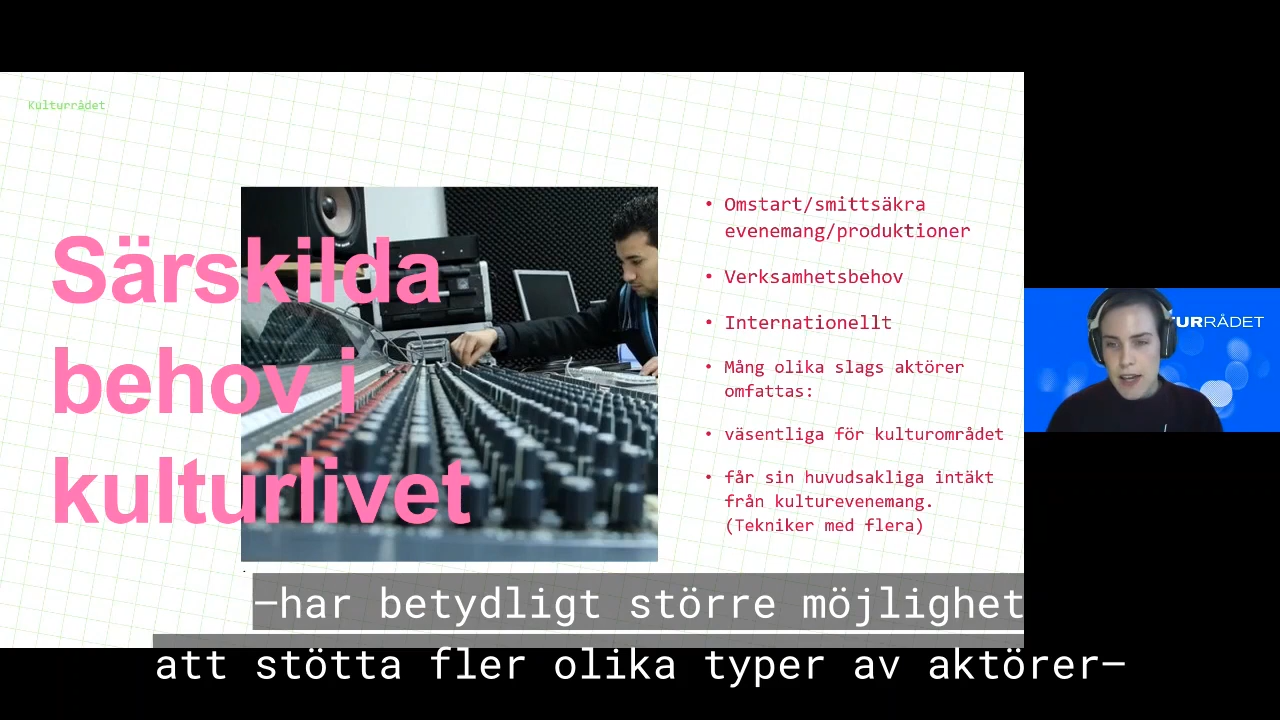 Kulturrådet
Särskilda
behov i
kulturlivet
• Omstart/smittsäkra
evenemang/produktioner
• Verksamhetsbehov
• Internationellt
• Mång olika slags aktörer
omfattas:
• väsentliga för kulturområdet
• får sin huvudsakliga intäkt
från kulturevenemang.
(Tekniker med flera)
TURRÅDET
–har betydligt större möjlighet
att stötta fler olika typer av aktörer–